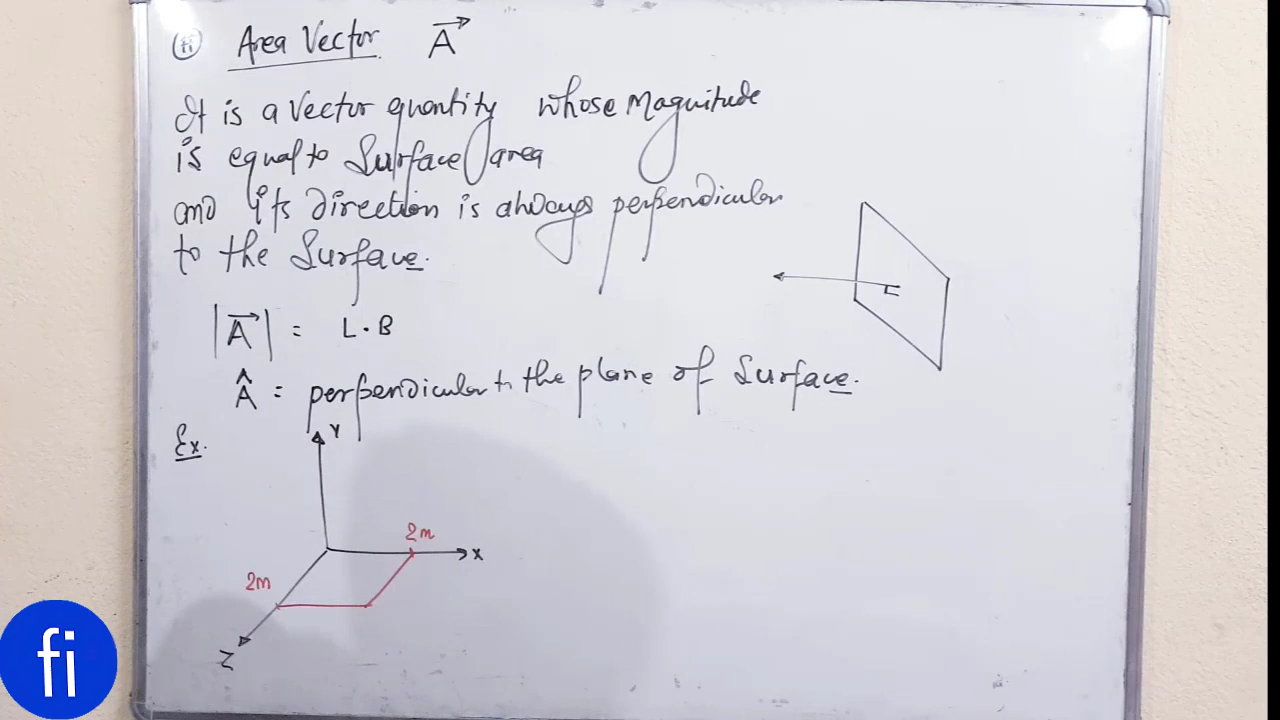 ii Area Vector A
It is a Vector quantity whose Magnitude
is equal to Surface area
and its direction is always perpendicular
to the Surface.
|A| = L.B
Â = perpendicular to the plane of Surface.
Ex.
Y
2m
X
2m
Z
fi